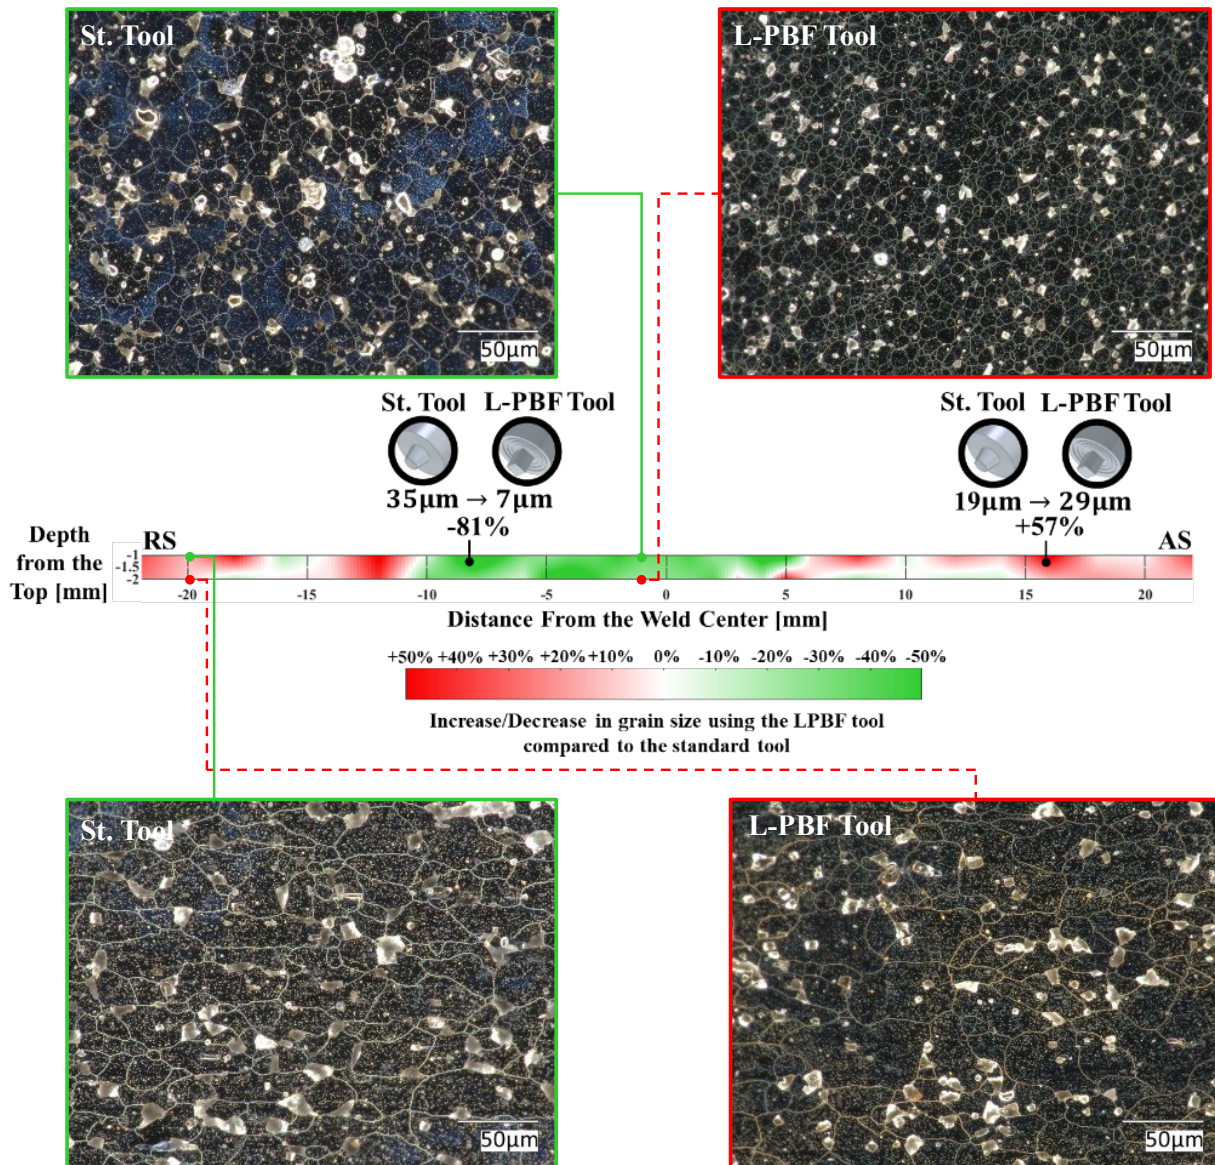 St. Tool
L-PBF Tool
50μm
50μm
St. Tool L-PBF Tool
35μm → 7μm
-81%
St. Tool L-PBF Tool
19μm → 29μm
+57%
Depth
from the
Top [mm]
RS
AS
-1
-1.5
-2
-20 -15 -10 -5 0 5 10 15 20
Distance From the Weld Center [mm]
+50% +40% +30% +20% +10% 0% -10% -20% -30% -40% -50%
Increase/Decrease in grain size using the LPBF tool
compared to the standard tool
St. Tool
L-PBF Tool
50μm
50μm